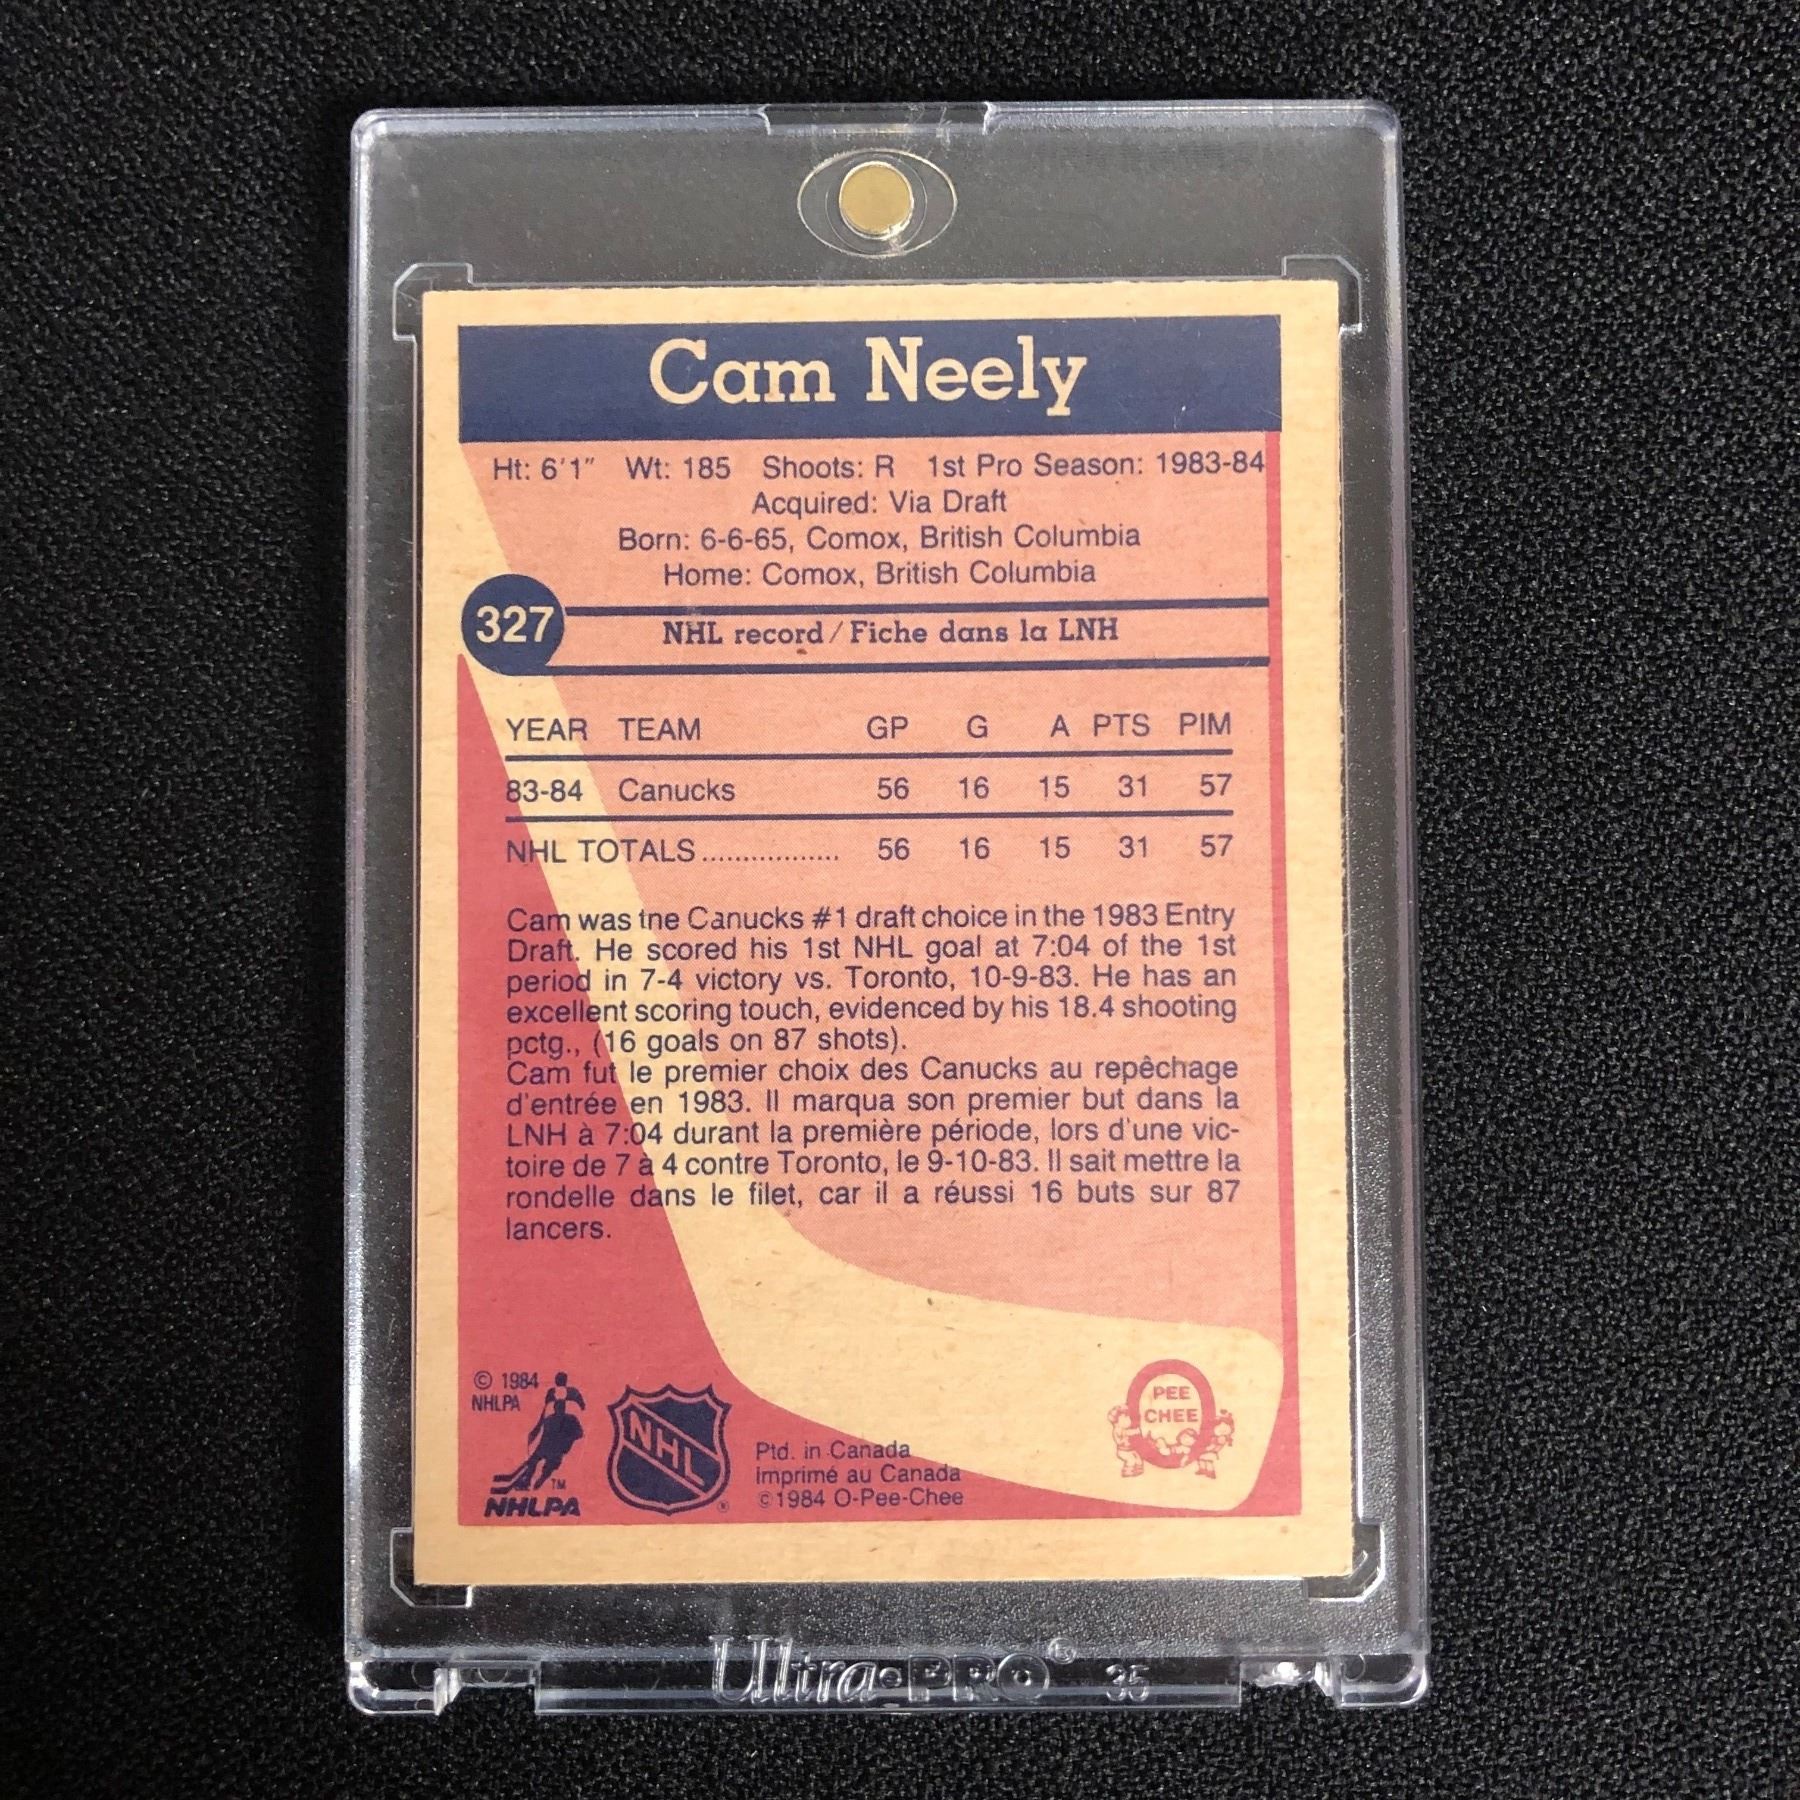 Cam Neely
Ht: 6'1" Wt: 185 Shoots: R 1st Pro Season: 1983-84
Acquired: Via Draft
Born: 6-6-65, Comox, British Columbia
Home: Comox, British Columbia
327
NHL record / Fiche dans la LNH
YEAR TEAM GP G A PTS PIM
83-84 Canucks 56 16 15 31 57
NHL TOTALS ................. 56 16 15 31 57
Cam was the Canucks #1 draft choice in the 1983 Entry
Draft. He scored his 1st NHL goal at 7:04 of the 1st
period in 7-4 victory vs. Toronto, 10-9-83. He has an
excellent scoring touch, evidenced by his 18.4 shooting
pctg., (16 goals on 87 shots).
Cam fut le premier choix des Canucks au repêchage
d'entrée en 1983. Il marqua son premier but dans la
LNH à 7:04 durant la première période, lors d'une vic-
toire de 7 à 4 contre Toronto, le 9-10-83. Il sait mettre la
rondelle dans le filet, car il a réussi 16 buts sur 87
lancers.
© 1984
NHLPA
TM
NHLPA
NHL
®
Ptd. in Canada
Imprimé au Canada
©1984 O-Pee-Chee
PEE
CHEE
Ultra•PRO® 35